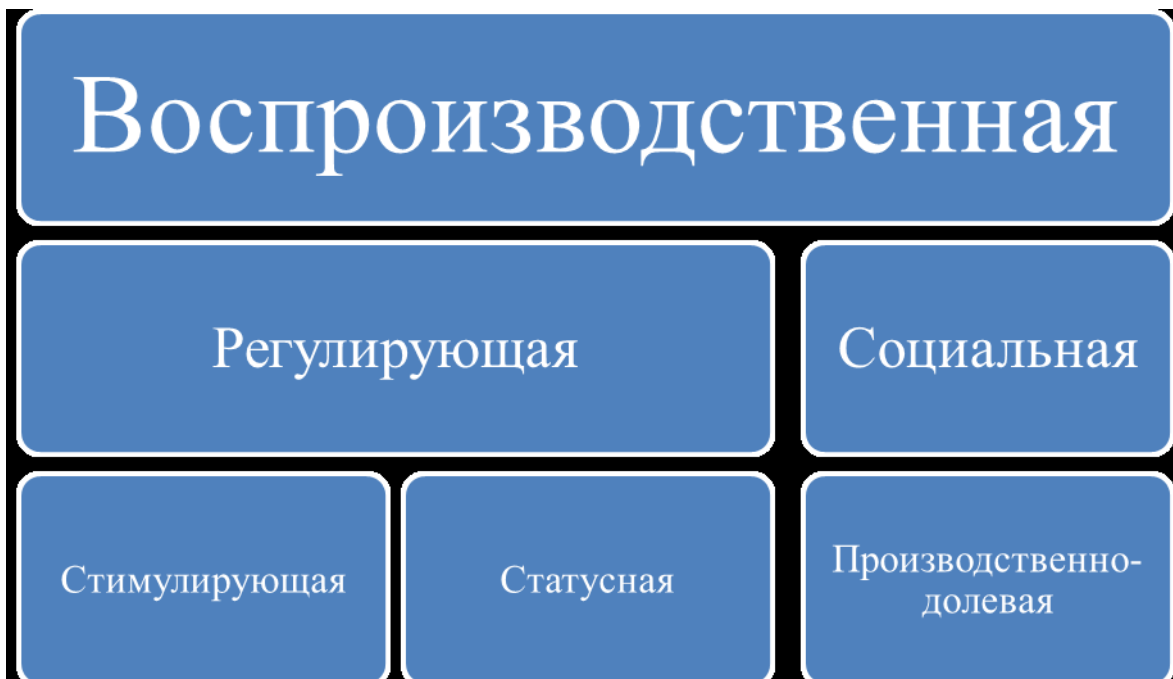 Воспроизводственная
Регулирующая
Социальная
Стимулирующая
Статусная
Производственно-
долевая